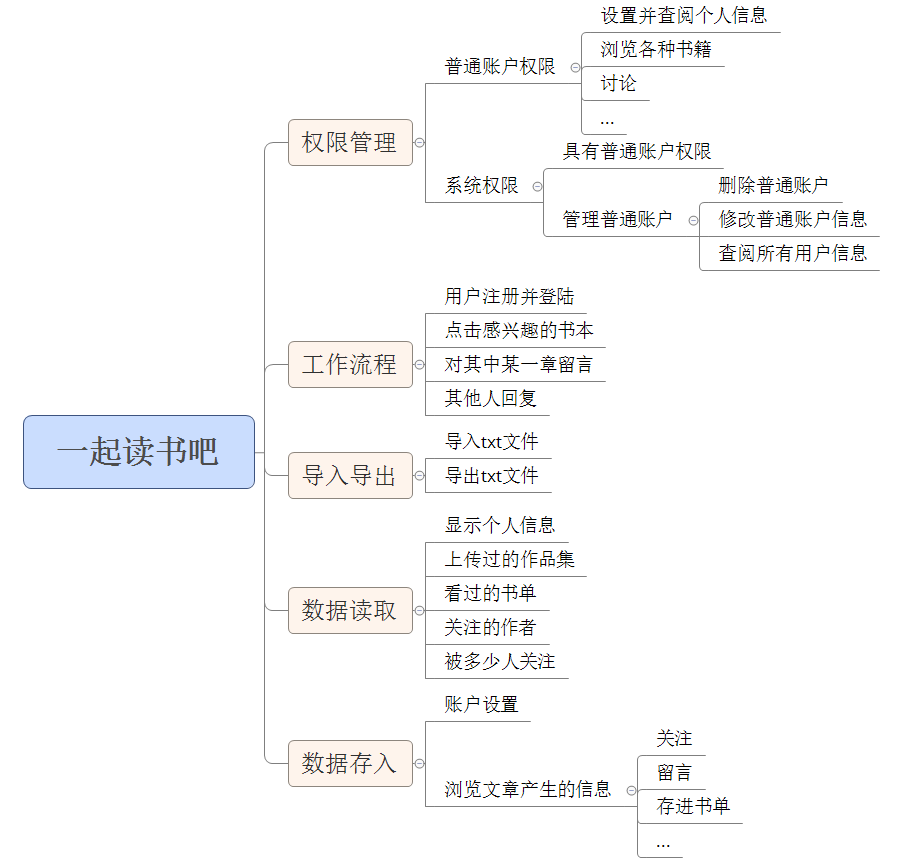 一起读书吧
权限管理
普通账户权限
设置并查阅个人信息
浏览各种书籍
讨论
...
系统权限
具有普通账户权限
管理普通账户
删除普通账户
修改普通账户信息
查阅所有用户信息
工作流程
用户注册并登陆
点击感兴趣的书本
对其中某一章留言
其他人回复
导入导出
导入txt文件
导出txt文件
数据读取
显示个人信息
上传过的作品集
看过的书单
关注的作者
被多少人关注
数据存入
账户设置
浏览文章产生的信息
关注
留言
存进书单
...